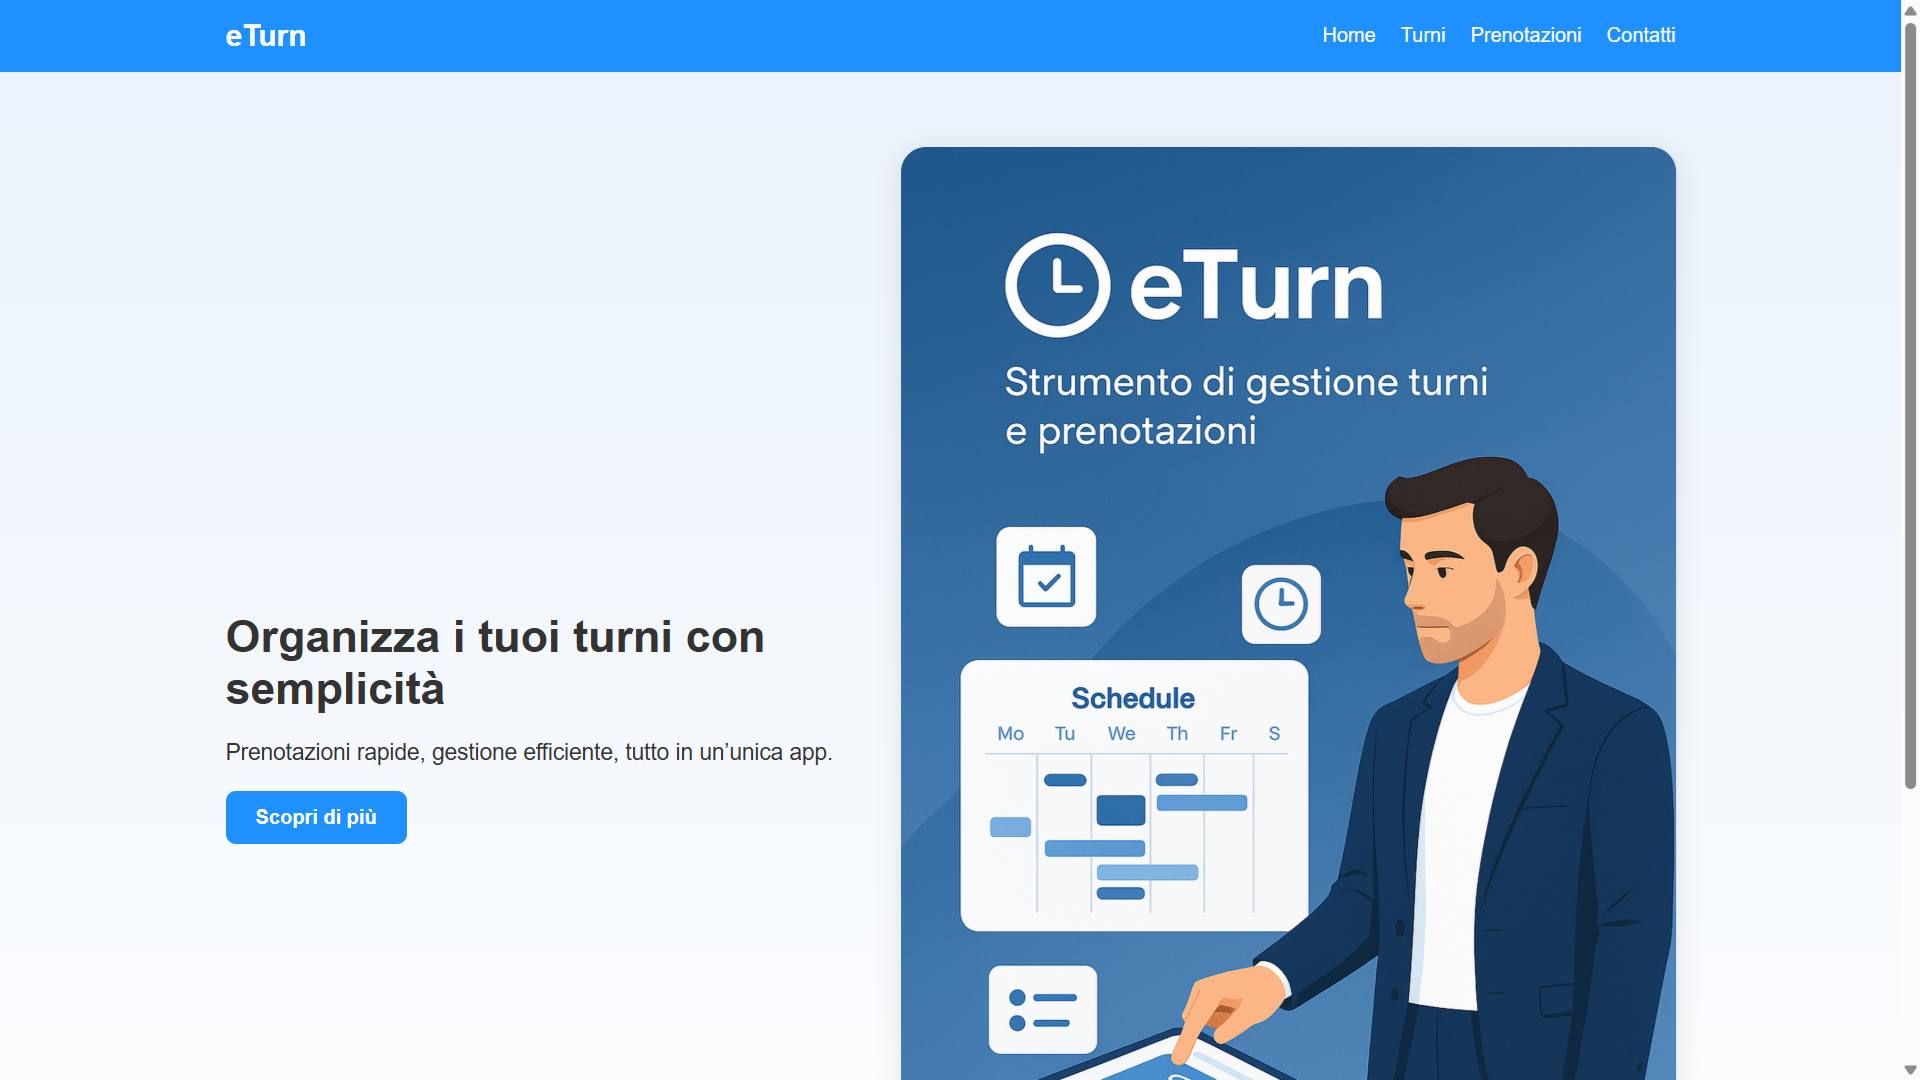 eTurn
Home Turni Prenotazioni Contatti
Organizza i tuoi turni con
semplicità
Prenotazioni rapide, gestione efficiente, tutto in un’unica app.
Scopri di più
eTurn
Strumento di gestione turni
e prenotazioni
Schedule
Mo Tu We Th Fr S